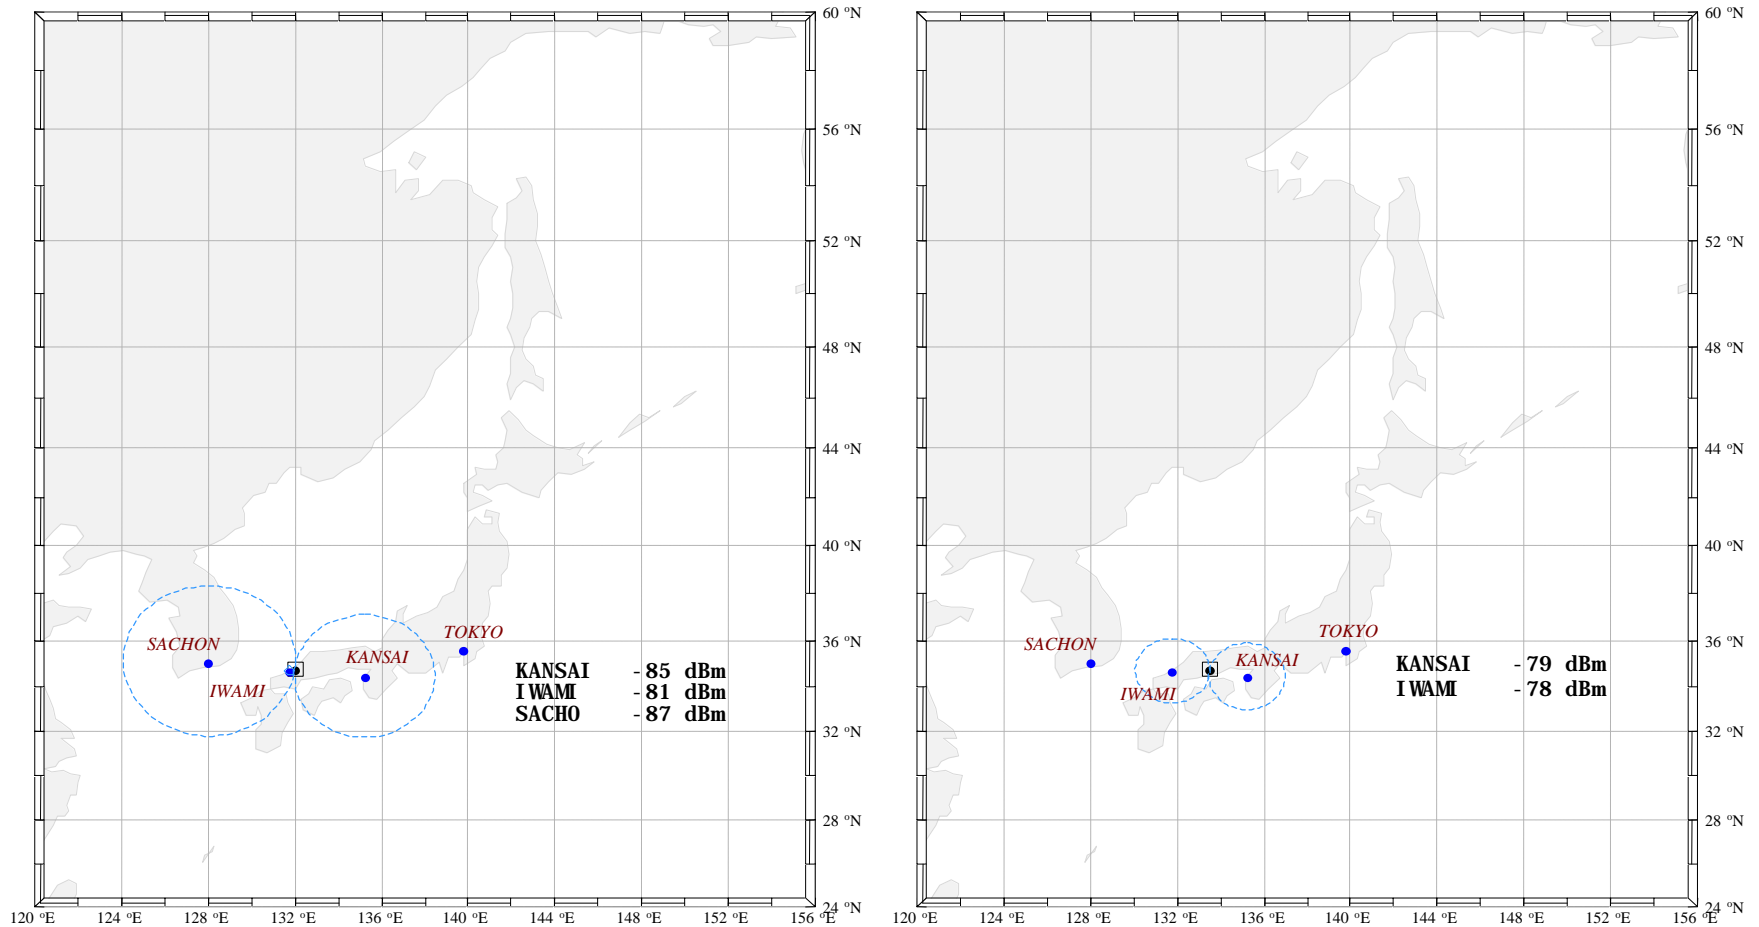 60 °N
56 °N
52 °N
48 °N
44 °N
40 °N
36 °N
32 °N
28 °N
24 °N
SACHON
IWAMI
KANSAI
TOKYO
KANSAI -85 dBm
IWAMI -81 dBm
SACHO -87 dBm
120 °E 124 °E 128 °E 132 °E 136 °E 140 °E 144 °E 148 °E 152 °E 156 °E
60 °N
56 °N
52 °N
48 °N
44 °N
40 °N
36 °N
32 °N
28 °N
24 °N
SACHON
IWAMI
KANSAI
TOKYO
KANSAI -79 dBm
IWAMI -78 dBm
120 °E 124 °E 128 °E 132 °E 136 °E 140 °E 144 °E 148 °E 152 °E 156 °E